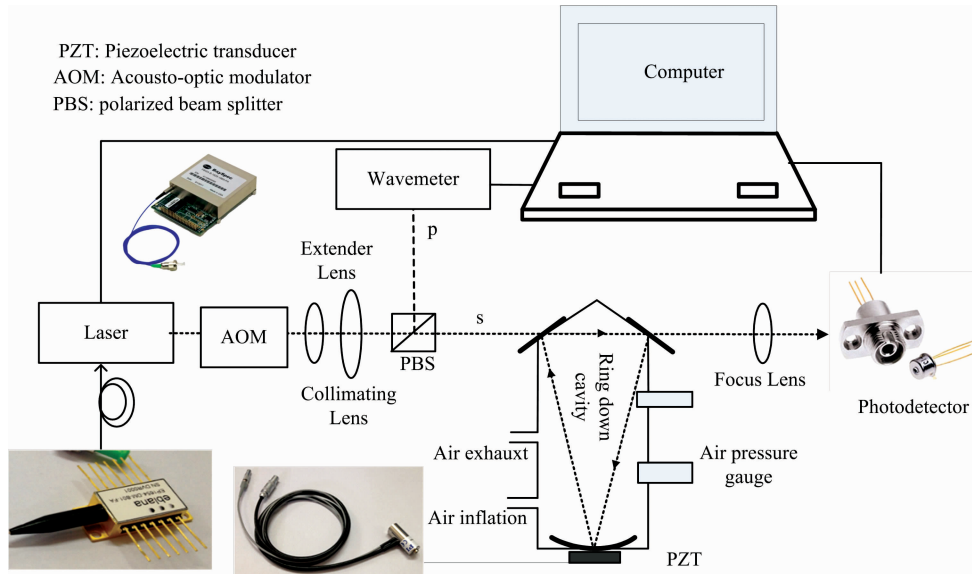 PZT: Piezoelectric transducer
AOM: Acousto-optic modulator
PBS: polarized beam splitter
Computer
Wavemeter
p
Extender
Lens
s
Laser
AOM
PBS
Collimating
Lens
Ring down
cavity
Focus Lens
Photodetector
Air exhauxt
Air pressure
gauge
Air inflation
PZT
eblana